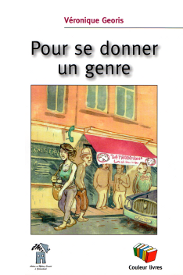 Véronique Georis
Pour se donner
un genre
Couleur livres